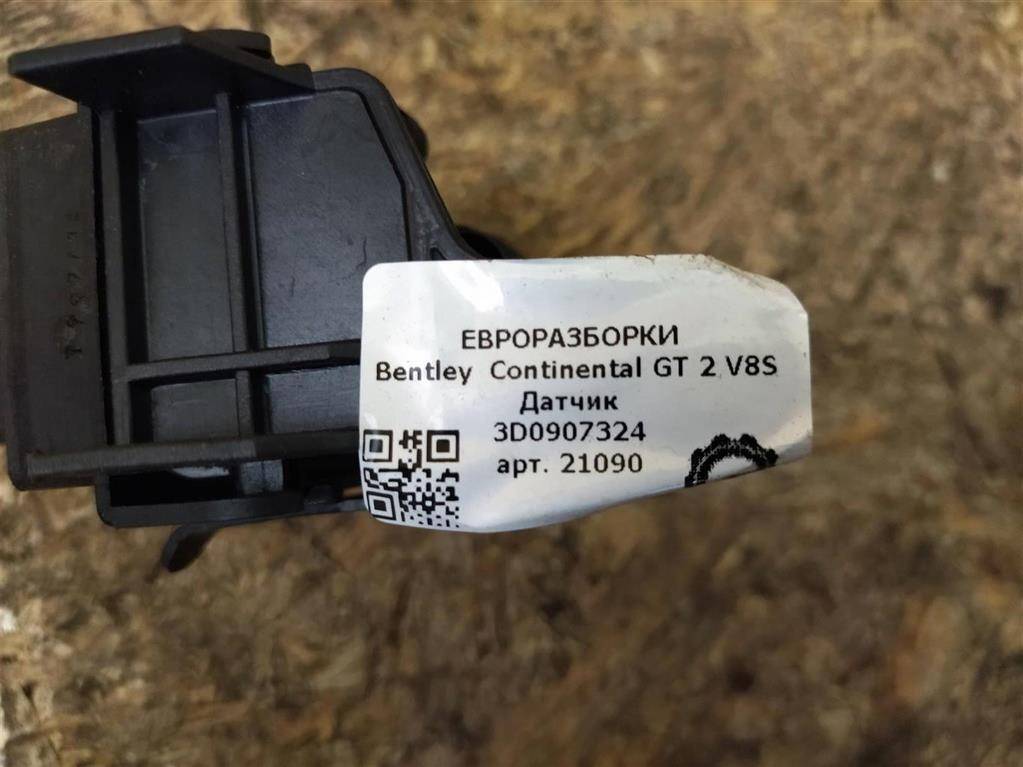 ЕВРОРАЗБОРКИ
Bentley Continental GT 2 V8S
Датчик
3D0907324
арт. 21090